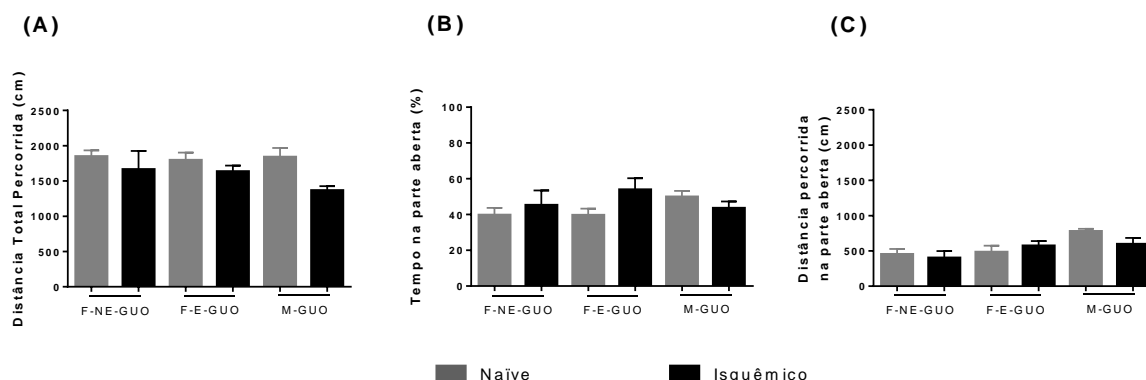 (A)
Distância Total Percorrida (cm)
2500
2000
1500
1000
500
0
F-NE-GUO
F-E-GUO
M-GUO
(B)
Tempo na parte aberta (%)
100
80
60
40
20
0
F-NE-GUO
F-E-GUO
M-GUO
(C)
Distância percorrida
na parte aberta (cm)
2500
2000
1500
1000
500
0
F-NE-GUO
F-E-GUO
M-GUO
Naïve
Isquêmico